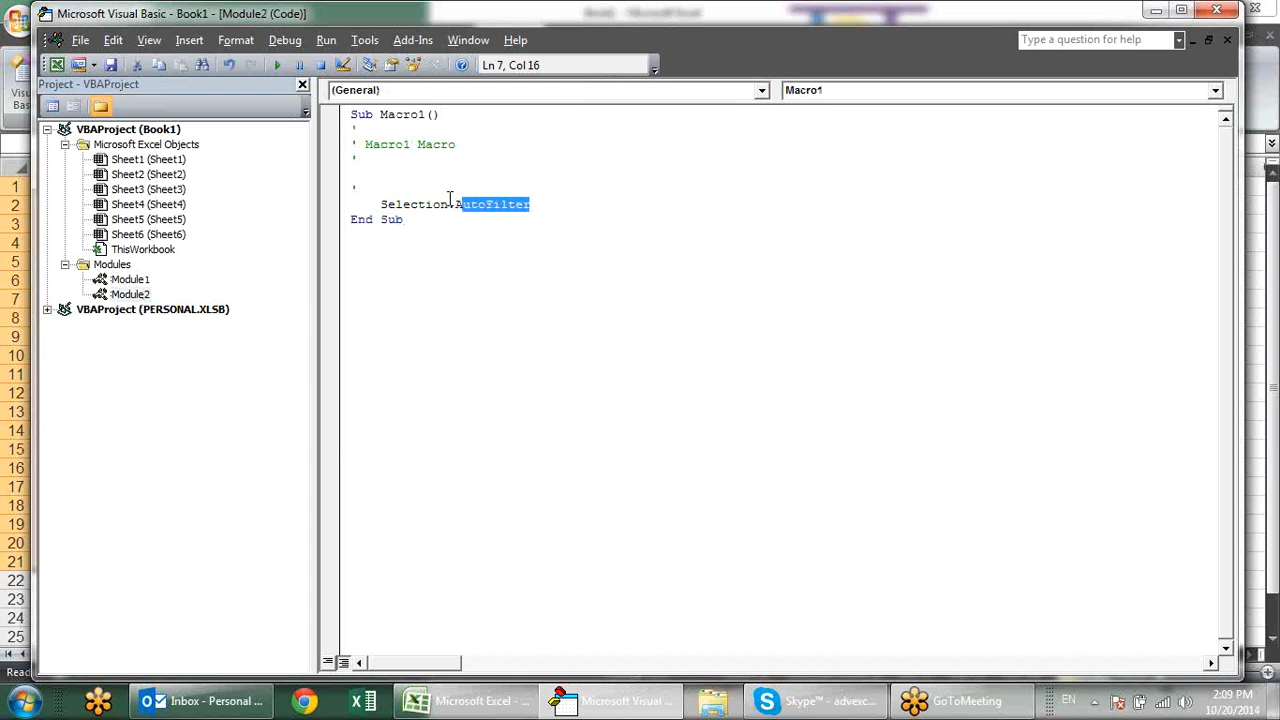 Microsoft Visual Basic - Book1 - [Module2 (Code)]
File Edit View Insert Format Debug Run Tools Add-Ins Window Help
Type a question for help
Ln 7, Col 16
Project - VBAProject
(General)
Macro1
VBAProject (Book1)
Microsoft Excel Objects
Sheet1 (Sheet1)
Sheet2 (Sheet2)
Sheet3 (Sheet3)
Sheet4 (Sheet4)
Sheet5 (Sheet5)
Sheet6 (Sheet6)
ThisWorkbook
Modules
Module1
Module2
VBAProject (PERSONAL.XLSB)
Sub Macro1()
'
' Macro1 Macro
'
'
Selection.AutoFilter
End Sub
Visu
Bas
1
2
3
4
5
6
7
8
9
10
11
12
13
14
15
16
17
18
19
20
21
22
23
24
25
Read
Inbox - Personal ...
Microsoft Excel - ...
Microsoft Visual ...
Skype™ - advexc...
GoToMeeting
EN
2:09 PM
10/20/2014